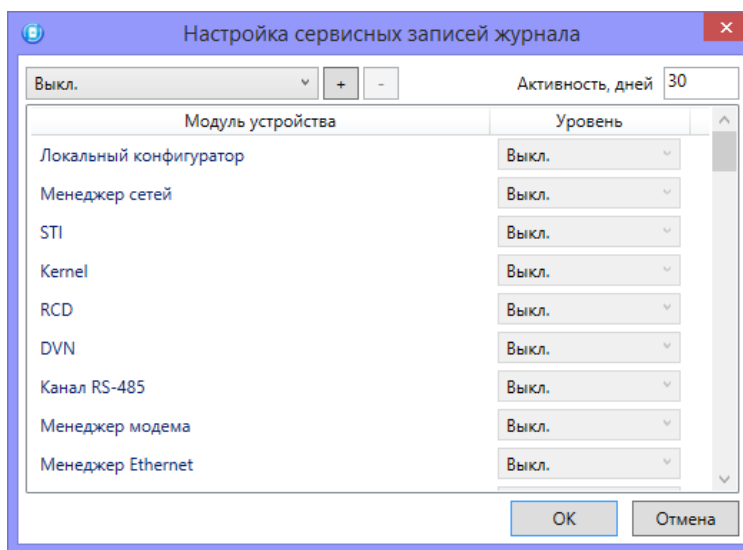 Настройка сервисных записей журнала
Выкл. + - Активность, дней 30
Модуль устройства Уровень
Локальный конфигуратор Выкл.
Менеджер сетей Выкл.
STI Выкл.
Kernel Выкл.
RCD Выкл.
DVN Выкл.
Канал RS-485 Выкл.
Менеджер модема Выкл.
Менеджер Ethernet Выкл.
OK Отмена